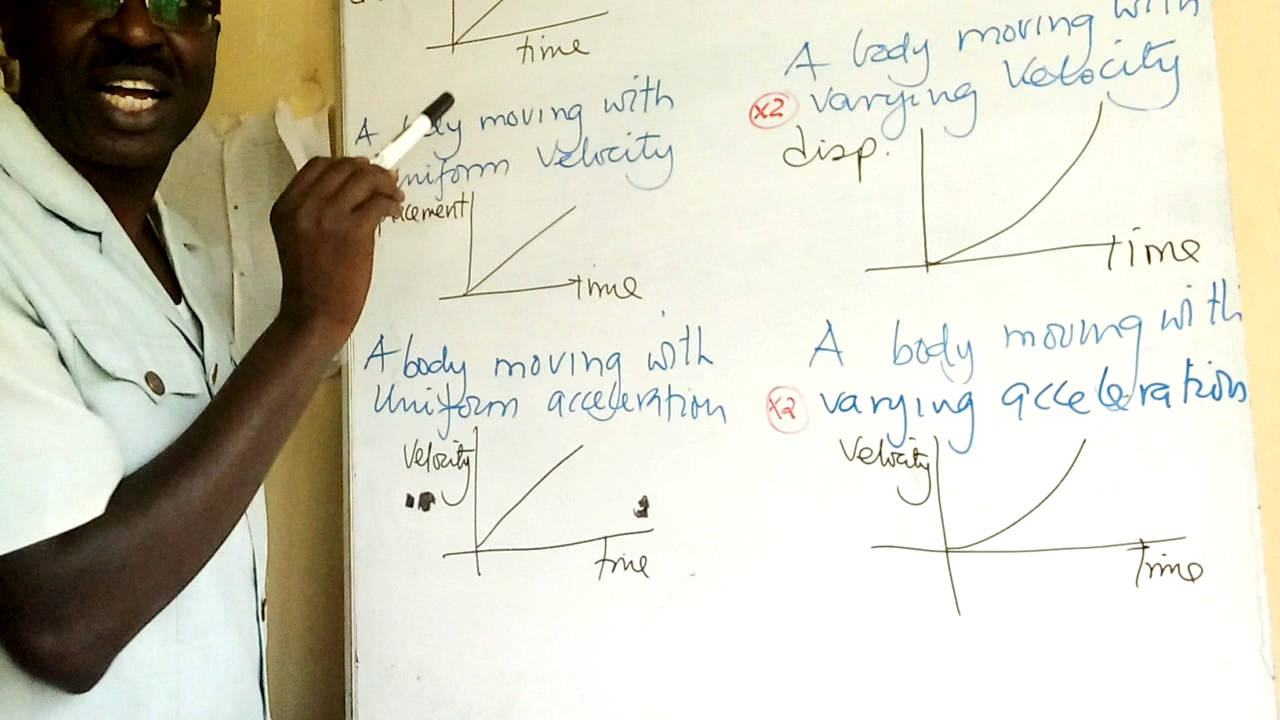 time
A body moving with
uniform Velocity
placement
time
A body moving with
Uniform acceleration
Velocity
time
A body moving with
x2 varying Velocity
disp.
time
A body moving with
x2 varying acceleration
Velocity
Time